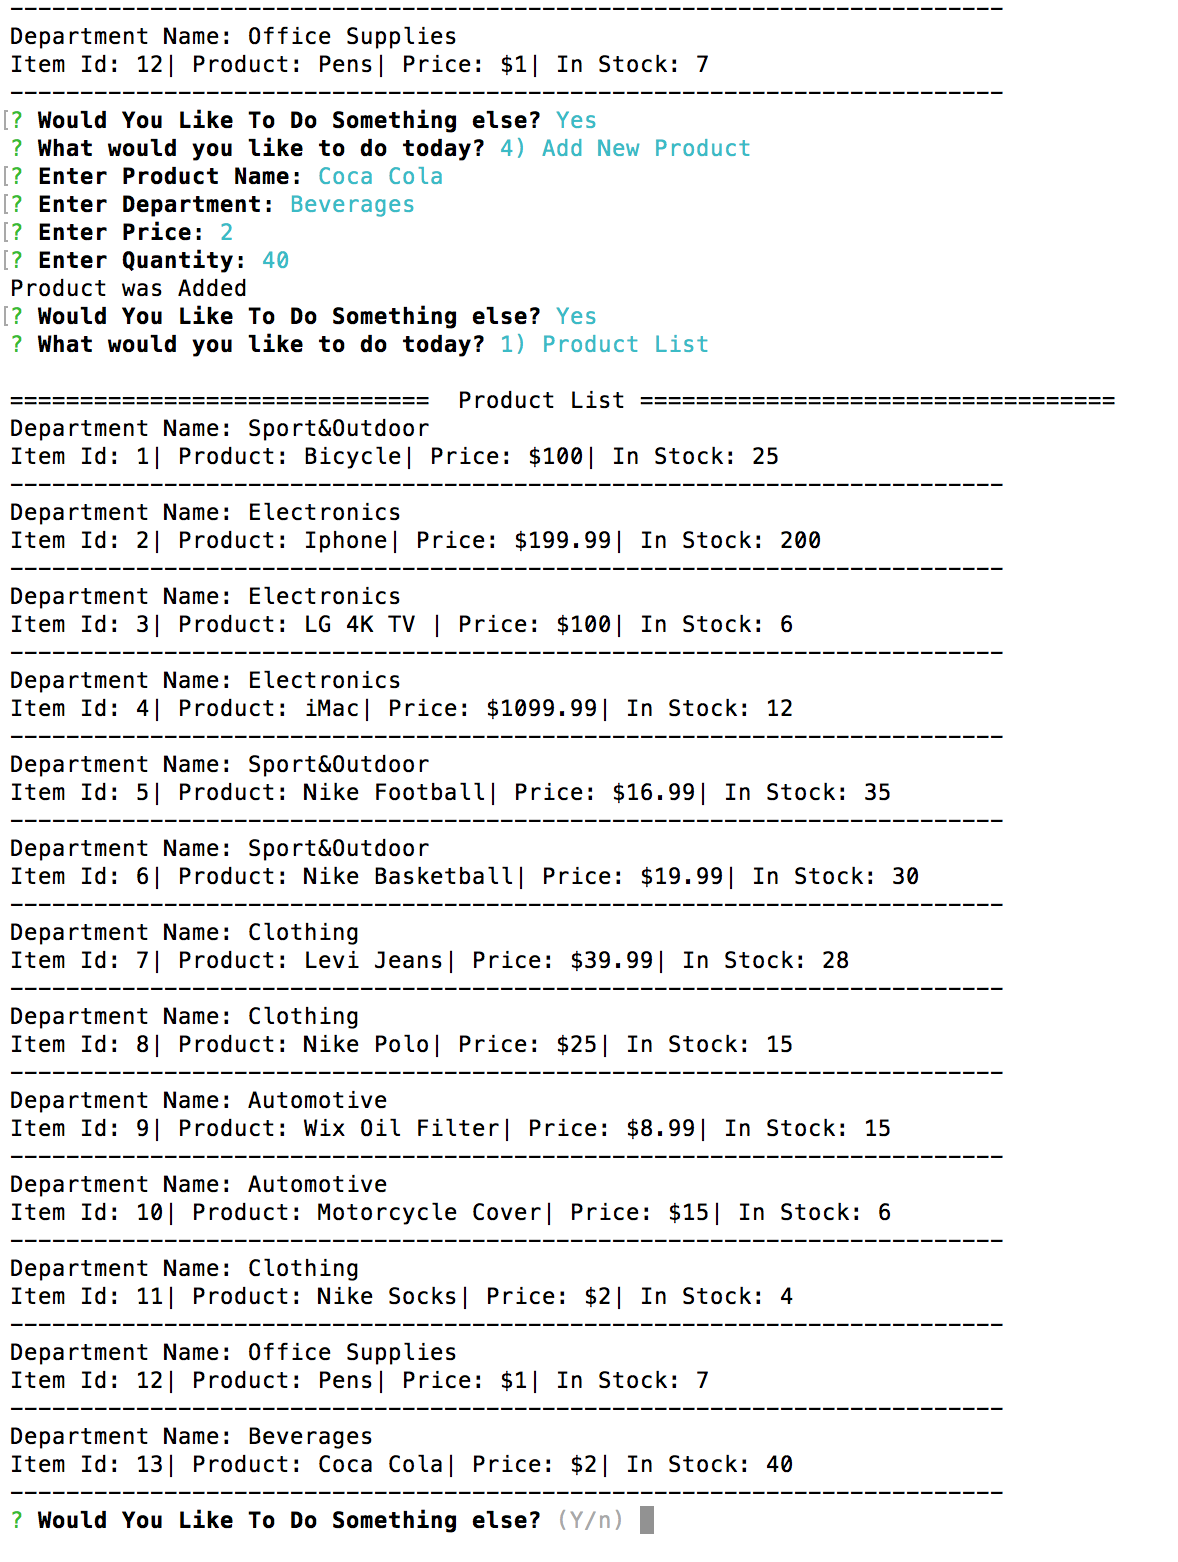 -----------------------------------------------------------------------
Department Name: Office Supplies
Item Id: 12| Product: Pens| Price: $1| In Stock: 7
-----------------------------------------------------------------------
[? Would You Like To Do Something else? Yes
? What would you like to do today? 4) Add New Product
[? Enter Product Name: Coca Cola
[? Enter Department: Beverages
[? Enter Price: 2
[? Enter Quantity: 40
Product was Added
[? Would You Like To Do Something else? Yes
? What would you like to do today? 1) Product List
==============================  Product List ==================================
Department Name: Sport&Outdoor
Item Id: 1| Product: Bicycle| Price: $100| In Stock: 25
-----------------------------------------------------------------------
Department Name: Electronics
Item Id: 2| Product: Iphone| Price: $199.99| In Stock: 200
-----------------------------------------------------------------------
Department Name: Electronics
Item Id: 3| Product: LG 4K TV | Price: $100| In Stock: 6
-----------------------------------------------------------------------
Department Name: Electronics
Item Id: 4| Product: iMac| Price: $1099.99| In Stock: 12
-----------------------------------------------------------------------
Department Name: Sport&Outdoor
Item Id: 5| Product: Nike Football| Price: $16.99| In Stock: 35
-----------------------------------------------------------------------
Department Name: Sport&Outdoor
Item Id: 6| Product: Nike Basketball| Price: $19.99| In Stock: 30
-----------------------------------------------------------------------
Department Name: Clothing
Item Id: 7| Product: Levi Jeans| Price: $39.99| In Stock: 28
-----------------------------------------------------------------------
Department Name: Clothing
Item Id: 8| Product: Nike Polo| Price: $25| In Stock: 15
-----------------------------------------------------------------------
Department Name: Automotive
Item Id: 9| Product: Wix Oil Filter| Price: $8.99| In Stock: 15
-----------------------------------------------------------------------
Department Name: Automotive
Item Id: 10| Product: Motorcycle Cover| Price: $15| In Stock: 6
-----------------------------------------------------------------------
Department Name: Clothing
Item Id: 11| Product: Nike Socks| Price: $2| In Stock: 4
-----------------------------------------------------------------------
Department Name: Office Supplies
Item Id: 12| Product: Pens| Price: $1| In Stock: 7
-----------------------------------------------------------------------
Department Name: Beverages
Item Id: 13| Product: Coca Cola| Price: $2| In Stock: 40
-----------------------------------------------------------------------
? Would You Like To Do Something else? (Y/n)